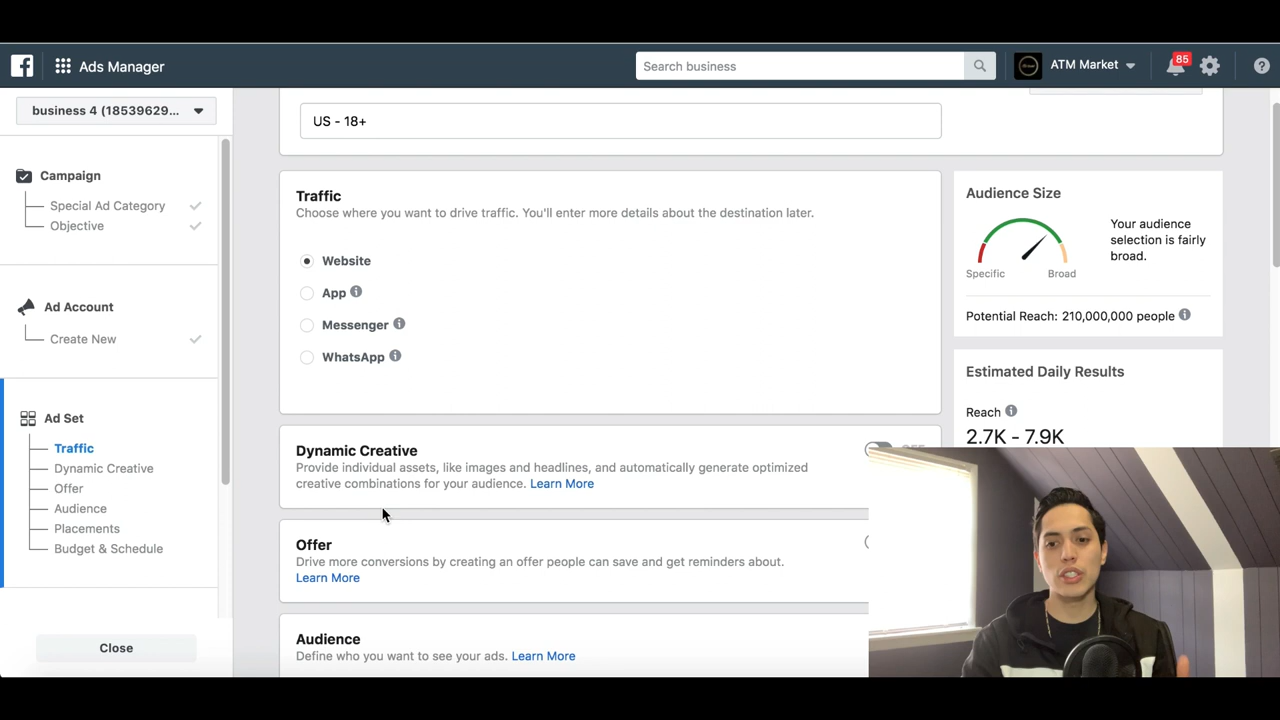 Ads Manager
Search business
ATM Market
85
business 4 (18539629...
Campaign
Special Ad Category
Objective
Ad Account
Create New
Ad Set
Traffic
Dynamic Creative
Offer
Audience
Placements
Budget & Schedule
Close
US - 18+
Traffic
Choose where you want to drive traffic. You'll enter more details about the destination later.
Website
App
Messenger
WhatsApp
Dynamic Creative
Provide individual assets, like images and headlines, and automatically generate optimized
creative combinations for your audience. Learn More
Offer
Drive more conversions by creating an offer people can save and get reminders about.
Learn More
Audience
Define who you want to see your ads. Learn More
Audience Size
Your audience
selection is fairly
broad.
Specific
Broad
Potential Reach: 210,000,000 people
Estimated Daily Results
Reach
2.7K - 7.9K